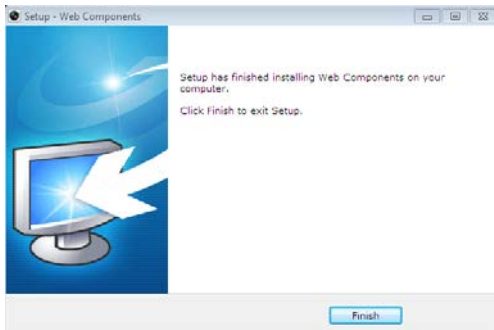 Setup - Web Components
Setup has finished installing Web Components on your
computer.
Click Finish to exit Setup.
Finish